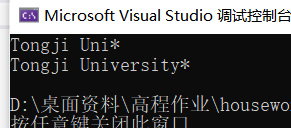 Microsoft Visual Studio 调试控制台
Tongji Uni*
Tongji University*
D:\桌面资料\高程作业\housewo
按任意键关闭此窗口